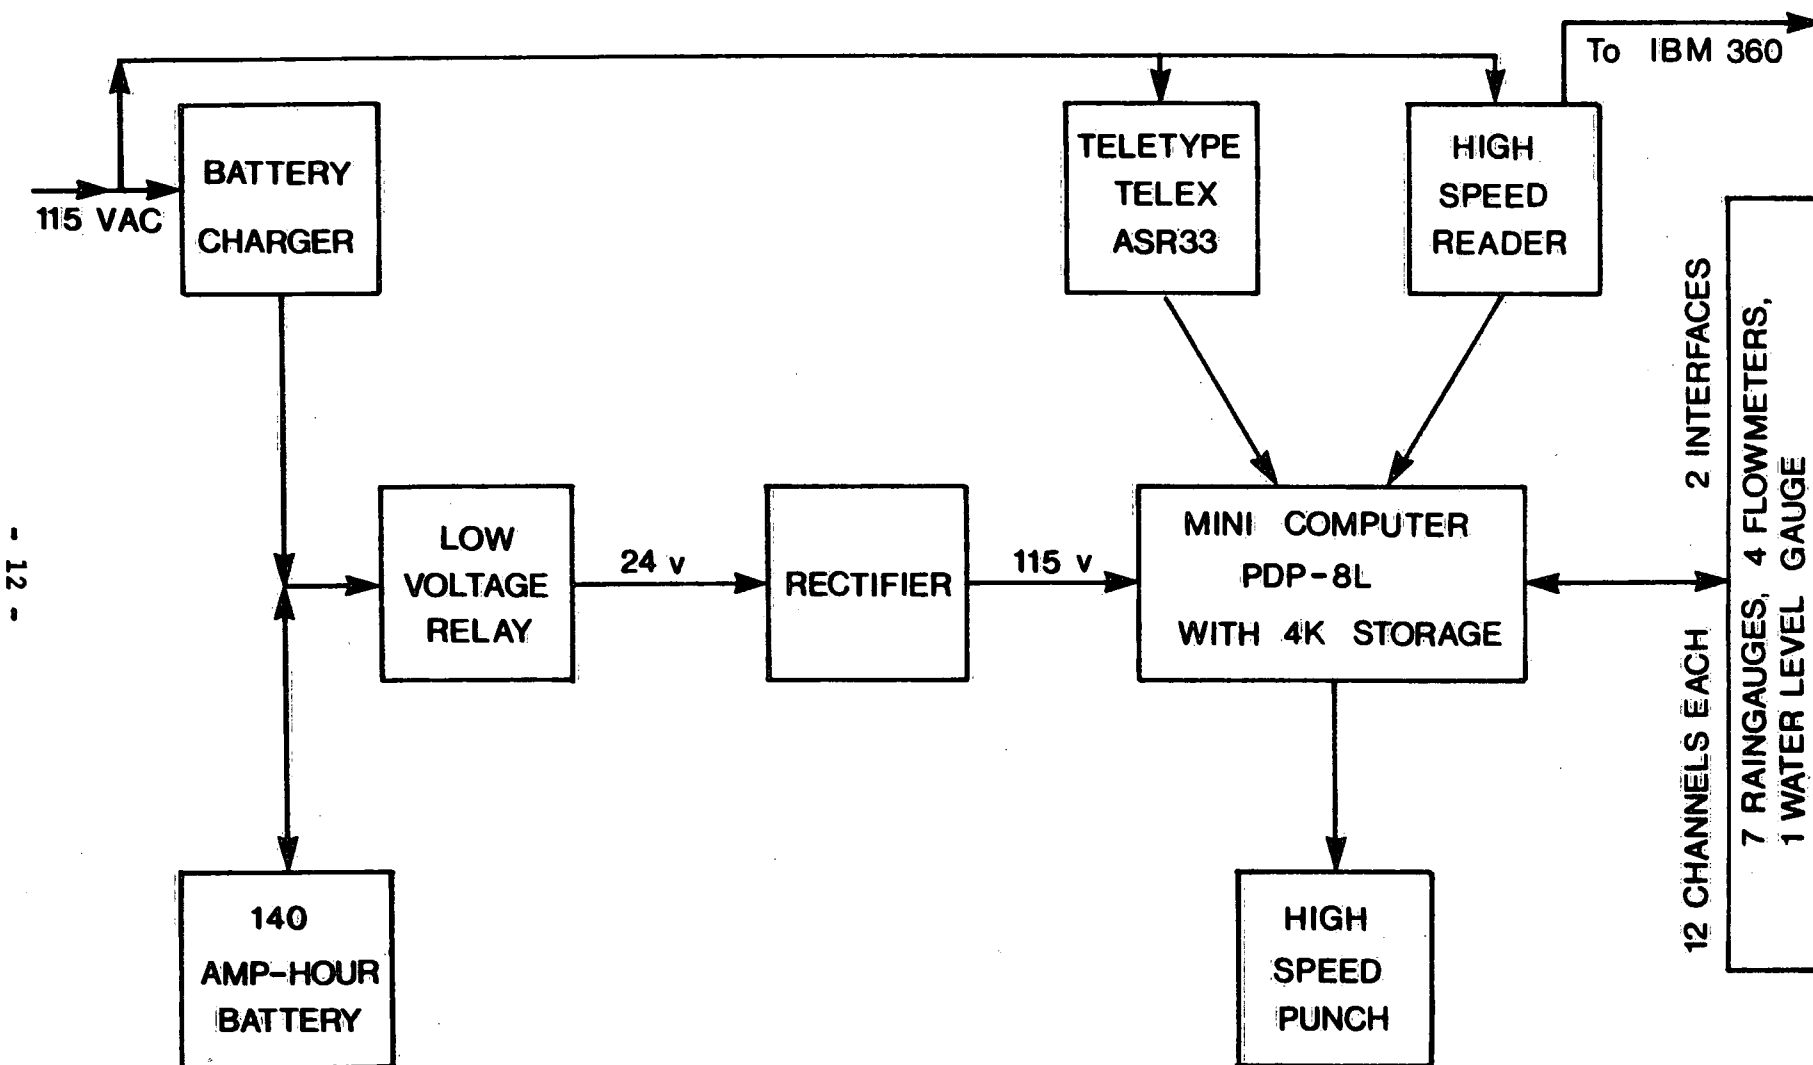 To IBM 360
115 VAC
BATTERY
CHARGER
TELETYPE
TELEX
ASR33
HIGH
SPEED
READER
LOW
VOLTAGE
RELAY
24 v
RECTIFIER
115 v
MINI COMPUTER
PDP-8L
WITH 4K STORAGE
12 CHANNELS EACH 2 INTERFACES
7 RAINGAUGES, 4 FLOWMETERS,
1 WATER LEVEL GAUGE
140
AMP-HOUR
BATTERY
HIGH
SPEED
PUNCH
- 12 -